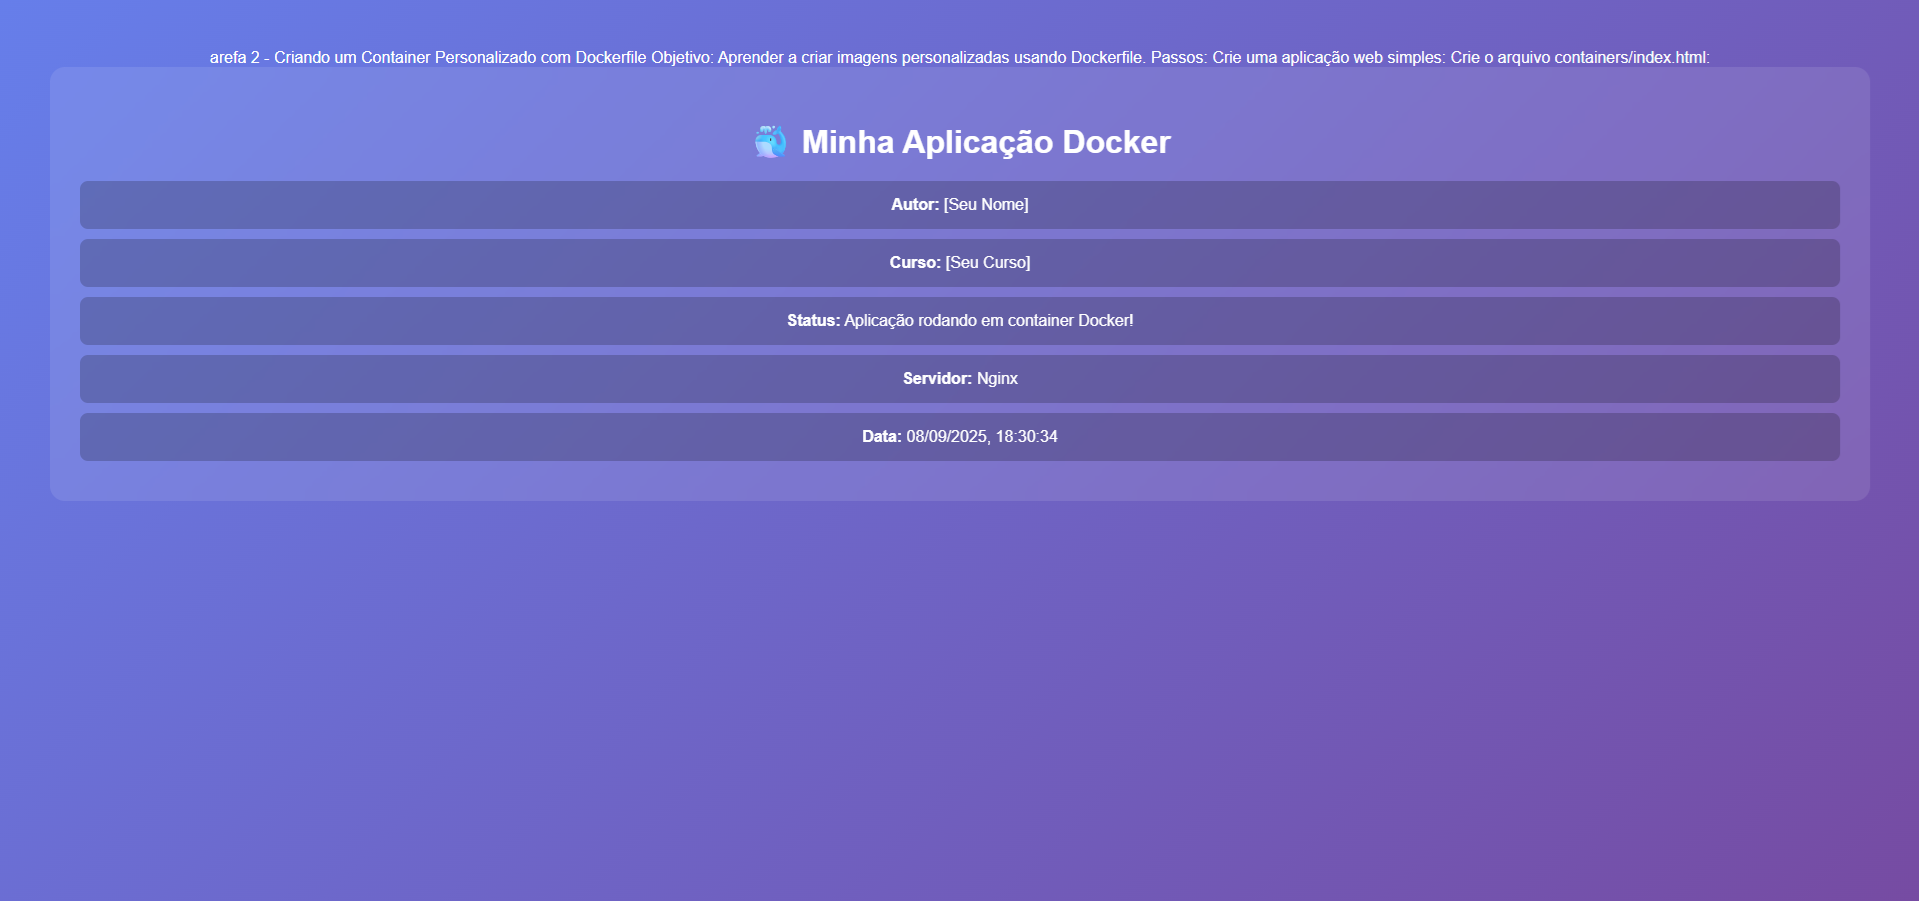 arefa 2 - Criando um Container Personalizado com Dockerfile Objetivo: Aprender a criar imagens personalizadas usando Dockerfile. Passos: Crie uma aplicação web simples: Crie o arquivo containers/index.html:
Minha Aplicação Docker
Autor: [Seu Nome]
Curso: [Seu Curso]
Status: Aplicação rodando em container Docker!
Servidor: Nginx
Data: 08/09/2025, 18:30:34